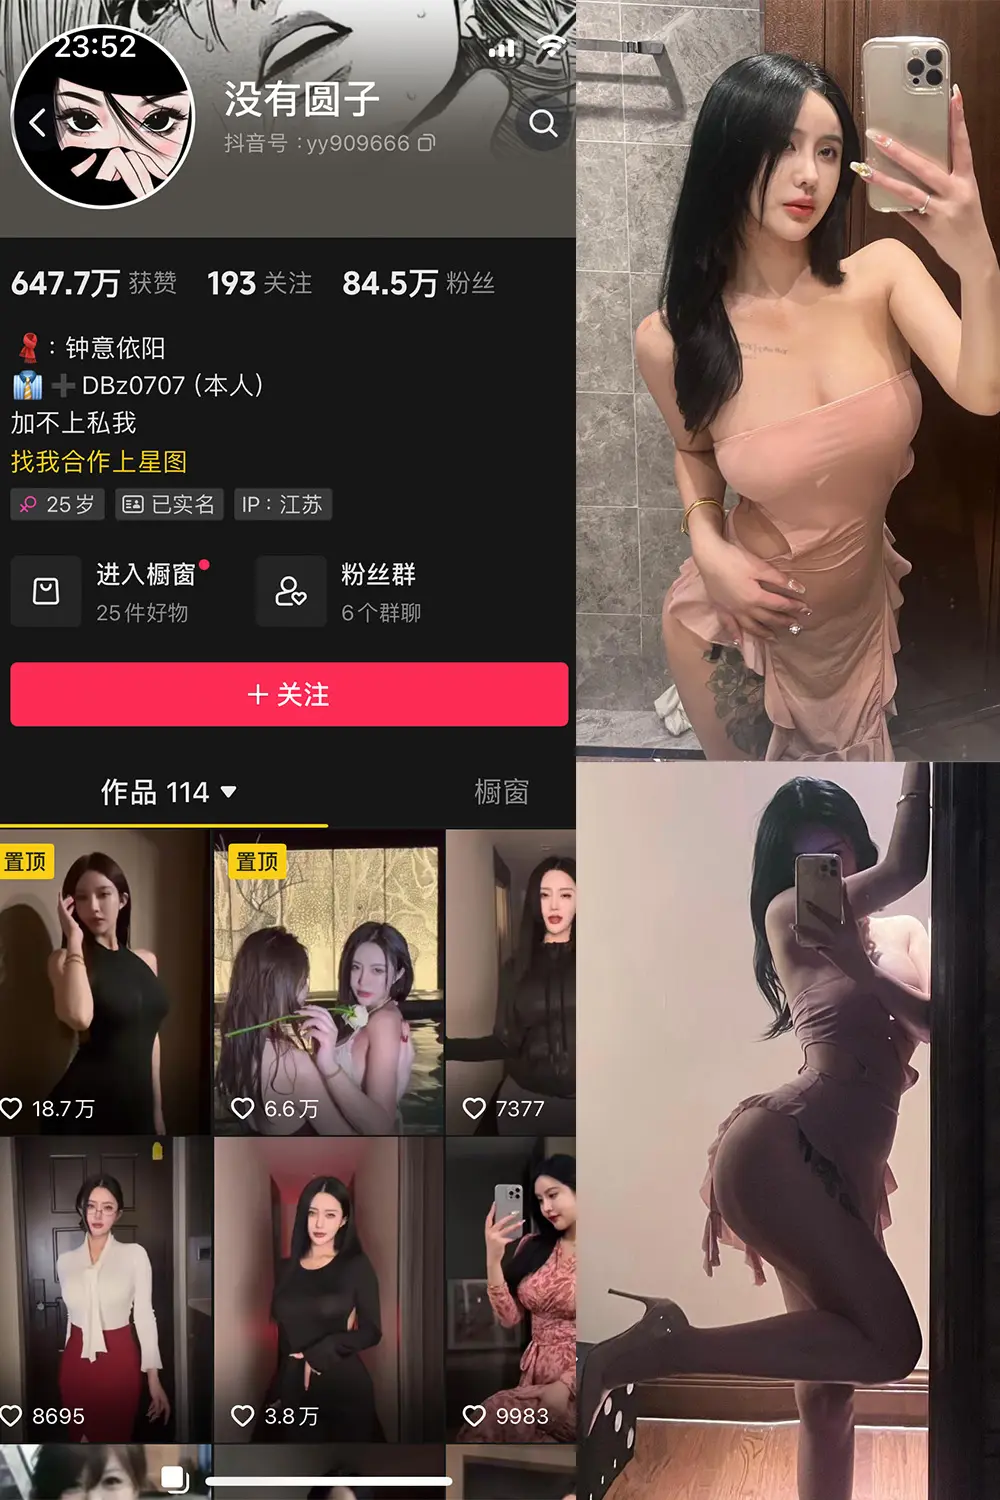 23:52
没有圆子
抖音号：yy909666
647.7万 获赞 193 关注 84.5万 粉丝
：钟意依阳
DBz0707 (本人)
加不上私我
找我合作上星图
25岁 已实名 IP：江苏
进入橱窗 粉丝群
25件好物 6个群聊
+ 关注
作品 114 橱窗
置顶 置顶
18.7万 6.6万 7377
8695 3.8万 9983